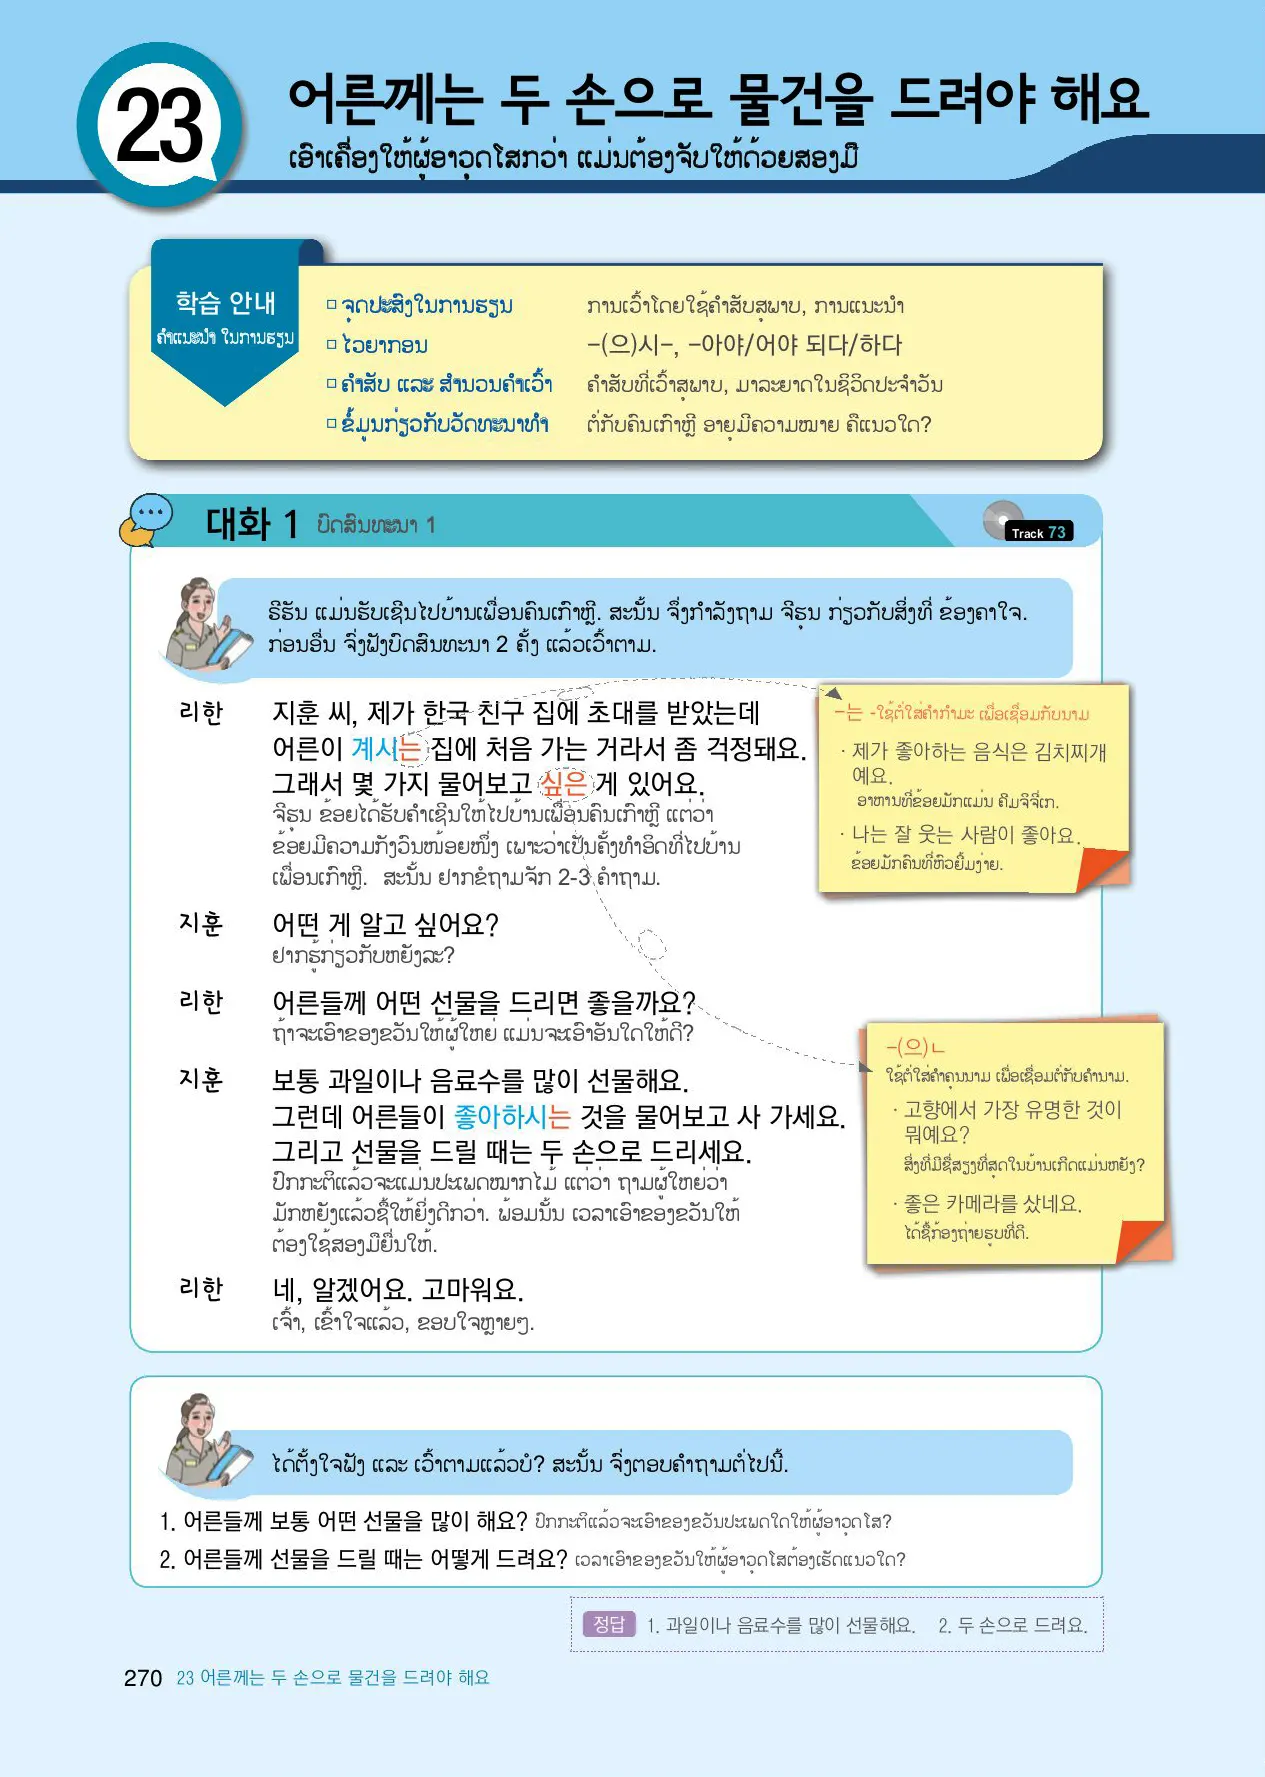 23
어른께는 두 손으로 물건을 드려야 해요
ເອົາເຄື່ອງໃຫ້ຜູ້ອາວຸດໂສກວ່າ ແມ່ນຕ້ອງຈັບໃຫ້ດ້ວຍສອງມື
학습 안내
ຄຳແນະນຳ ໃນການຮຽນ
□ ຈຸດປະສົງໃນການຮຽນ ການເວົ້າໂດຍໃຊ້ຄຳສັບສຸພາບ, ການແນະນຳ
□ ໄວຍາກອນ –(으)시–, –아야/어야 되다/하다
□ ຄຳສັບ ແລະ ສຳນວນຄຳເວົ້າ ຄຳສັບທີ່ເວົ້າສຸພາບ, ມາລະຍາດໃນຊິວິດປະຈຳວັນ
□ ຂໍ້ມູນກ່ຽວກັບວັດທະນາທຳ ຕໍ່ກັບຄົນເກົາຫຼີ ອາຍຸມີຄວາມໝາຍ ຄືແນວໃດ?
대화 1 ບົດສົນທະນາ 1
Track 73
ຣີຮັນ ແມ່ນຮັບເຊີນໄປບ້ານເພື່ອນຄົນເກົາຫຼີ. ສະນັ້ນ ຈຶ່ງກຳລັງຖາມ ຈີຮຸນ ກ່ຽວກັບສິ່ງທີ່ ຂ້ອງຄາໃຈ.
ກ່ອນອື່ນ ຈົ່ງຟັງບົດສົນທະນາ 2 ຄັ້ງ ແລ້ວເວົ້າຕາມ.
리한 지훈 씨, 제가 한국 친구 집에 초대를 받았는데
어른이 계시는 집에 처음 가는 거라서 좀 걱정돼요.
그래서 몇 가지 물어보고 싶은 게 있어요.
ຈີຮຸນ ຂ້ອຍໄດ້ຮັບຄຳເຊີນໃຫ້ໄປບ້ານເພື່ອນຄົນເກົາຫຼີ ແຕ່ວ່າ
ຂ້ອຍມີຄວາມກັງວົນໜ້ອຍໜຶ່ງ ເພາະວ່າເປັນຄັ້ງທຳອິດທີ່ໄປບ້ານ
ເພື່ອນເກົາຫຼີ. ສະນັ້ນ ຢາກຂໍຖາມຈັກ 2-3 ຄຳຖາມ.
지훈 어떤 게 알고 싶어요?
ຢາກຮູ້ກ່ຽວກັບຫຍັງລະ?
리한 어른들께 어떤 선물을 드리면 좋을까요?
ຖ້າຈະເອົາຂອງຂວັນໃຫ້ຜູ້ໃຫຍ່ ແມ່ນຈະເອົາອັນໃດໃຫ້ດີ?
지훈 보통 과일이나 음료수를 많이 선물해요.
그런데 어른들이 좋아하시는 것을 물어보고 사 가세요.
그리고 선물을 드릴 때는 두 손으로 드리세요.
ປົກກະຕິແລ້ວຈະແມ່ນປະເພດໝາກໄມ້ ແຕ່ວ່າ ຖາມຜູ້ໃຫຍ່ວ່າ
ມັກຫຍັງແລ້ວຊື້ໃຫ້ຍິ່ງດີກວ່າ. ພ້ອມນັ້ນ ເວລາເອົາຂອງຂວັນໃຫ້
ຕ້ອງໃຊ້ສອງມືຍື່ນໃຫ້.
리한 네, 알겠어요. 고마워요.
ເຈົ້າ, ເຂົ້າໃຈແລ້ວ, ຂອບໃຈຫຼາຍໆ.
–는 -ໃຊ້ຕໍ່ໃສ່ຄຳກຳມະ ເພື່ອເຊື່ອມກັບນາມ
· 제가 좋아하는 음식은 김치찌개
예요.
ອາຫານທີ່ຂ້ອຍມັກແມ່ນ ຄິມຈິຈີ່ເກ.
· 나는 잘 웃는 사람이 좋아요.
ຂ້ອຍມັກຄົນທີ່ຫົວຍິ້ມງ່າຍ.
–(으)ㄴ
ໃຊ້ຕໍ່ໃສ່ຄຳຄຸນນາມ ເພື່ອເຊື່ອມຕໍ່ກັບຄຳນາມ.
· 고향에서 가장 유명한 것이
뭐예요?
ສິ່ງທີ່ມີຊື່ສຽງທີ່ສຸດໃນບ້ານເກີດແມ່ນຫຍັງ?
· 좋은 카메라를 샀네요.
ໄດ້ຊື້ກ້ອງຖ່າຍຮູບທີ່ດີ.
ໄດ້ຕັ້ງໃຈຟັງ ແລະ ເວົ້າຕາມແລ້ວບໍ? ສະນັ້ນ ຈົ່ງຕອບຄຳຖາມຕໍ່ໄປນີ້.
1. 어른들께 보통 어떤 선물을 많이 해요? ປົກກະຕິແລ້ວຈະເອົາຂອງຂວັນປະເພດໃດໃຫ້ຜູ້ອາວຸດໂສ?
2. 어른들께 선물을 드릴 때는 어떻게 드려요? ເວລາເອົາຂອງຂວັນໃຫ້ຜູ້ອາວຸດໂສຕ້ອງເຮັດແນວໃດ?
정답 1. 과일이나 음료수를 많이 선물해요. 2. 두 손으로 드려요.
270 23 어른께는 두 손으로 물건을 드려야 해요